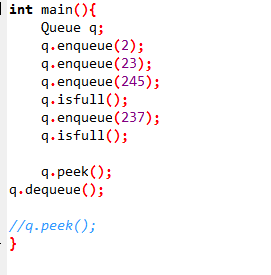 int main(){
    Queue q;
    q.enqueue(2);
    q.enqueue(23);
    q.enqueue(245);
    q.isfull();
    q.enqueue(237);
    q.isfull();

    q.peek();
q.dequeue();

//q.peek();
}